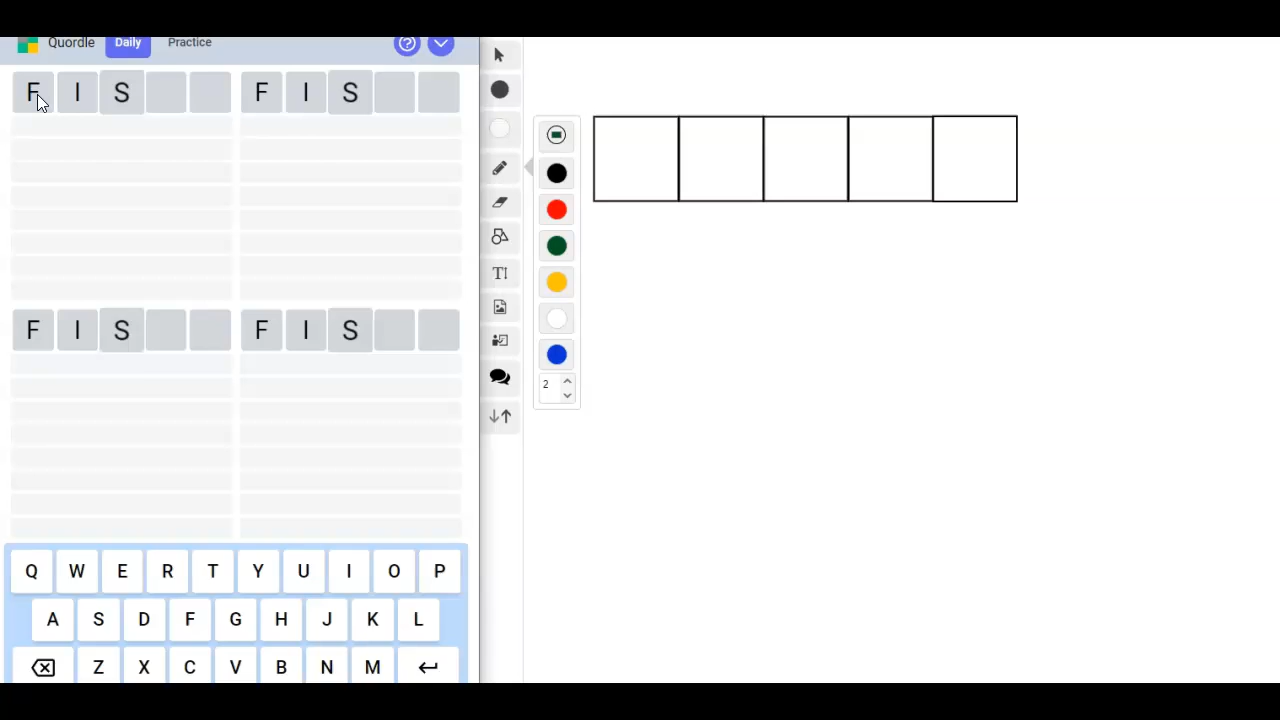 Quordle Daily Practice
F I S F I S
F I S F I S
2
Q W E R T Y U I O P
A S D F G H J K L
Z X C V B N M